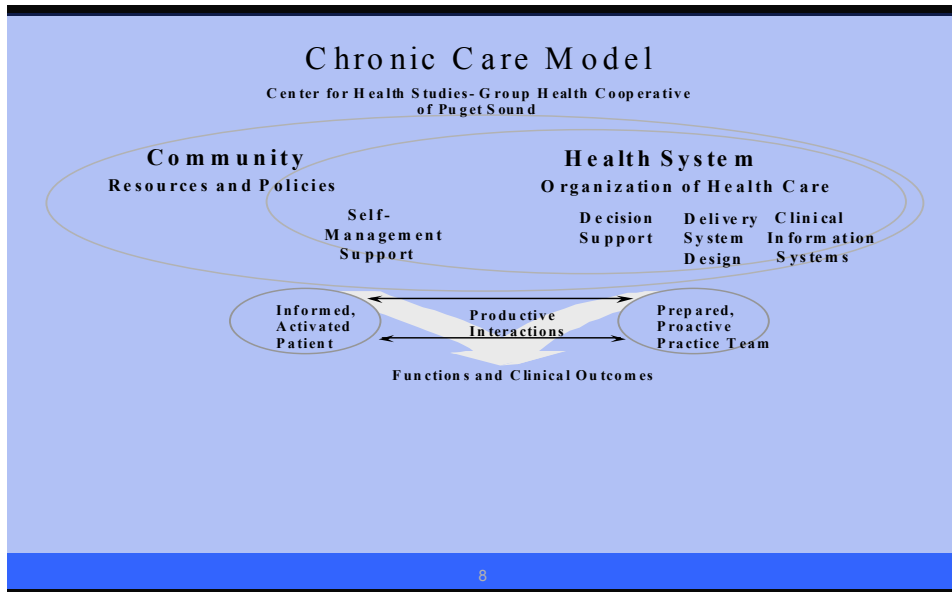 Chronic Care Model
Center for Health Studies- Group Health Cooperative
of Puget Sound
Community
Resources and Policies
Health System
Organization of Health Care
Self-
Management
Support
Decision
Support
Delivery
System
Design
Clinical
Information
Systems
Informed,
Activated
Patient
Productive
Interactions
Prepared,
Proactive
Practice Team
Functions and Clinical Outcomes
8